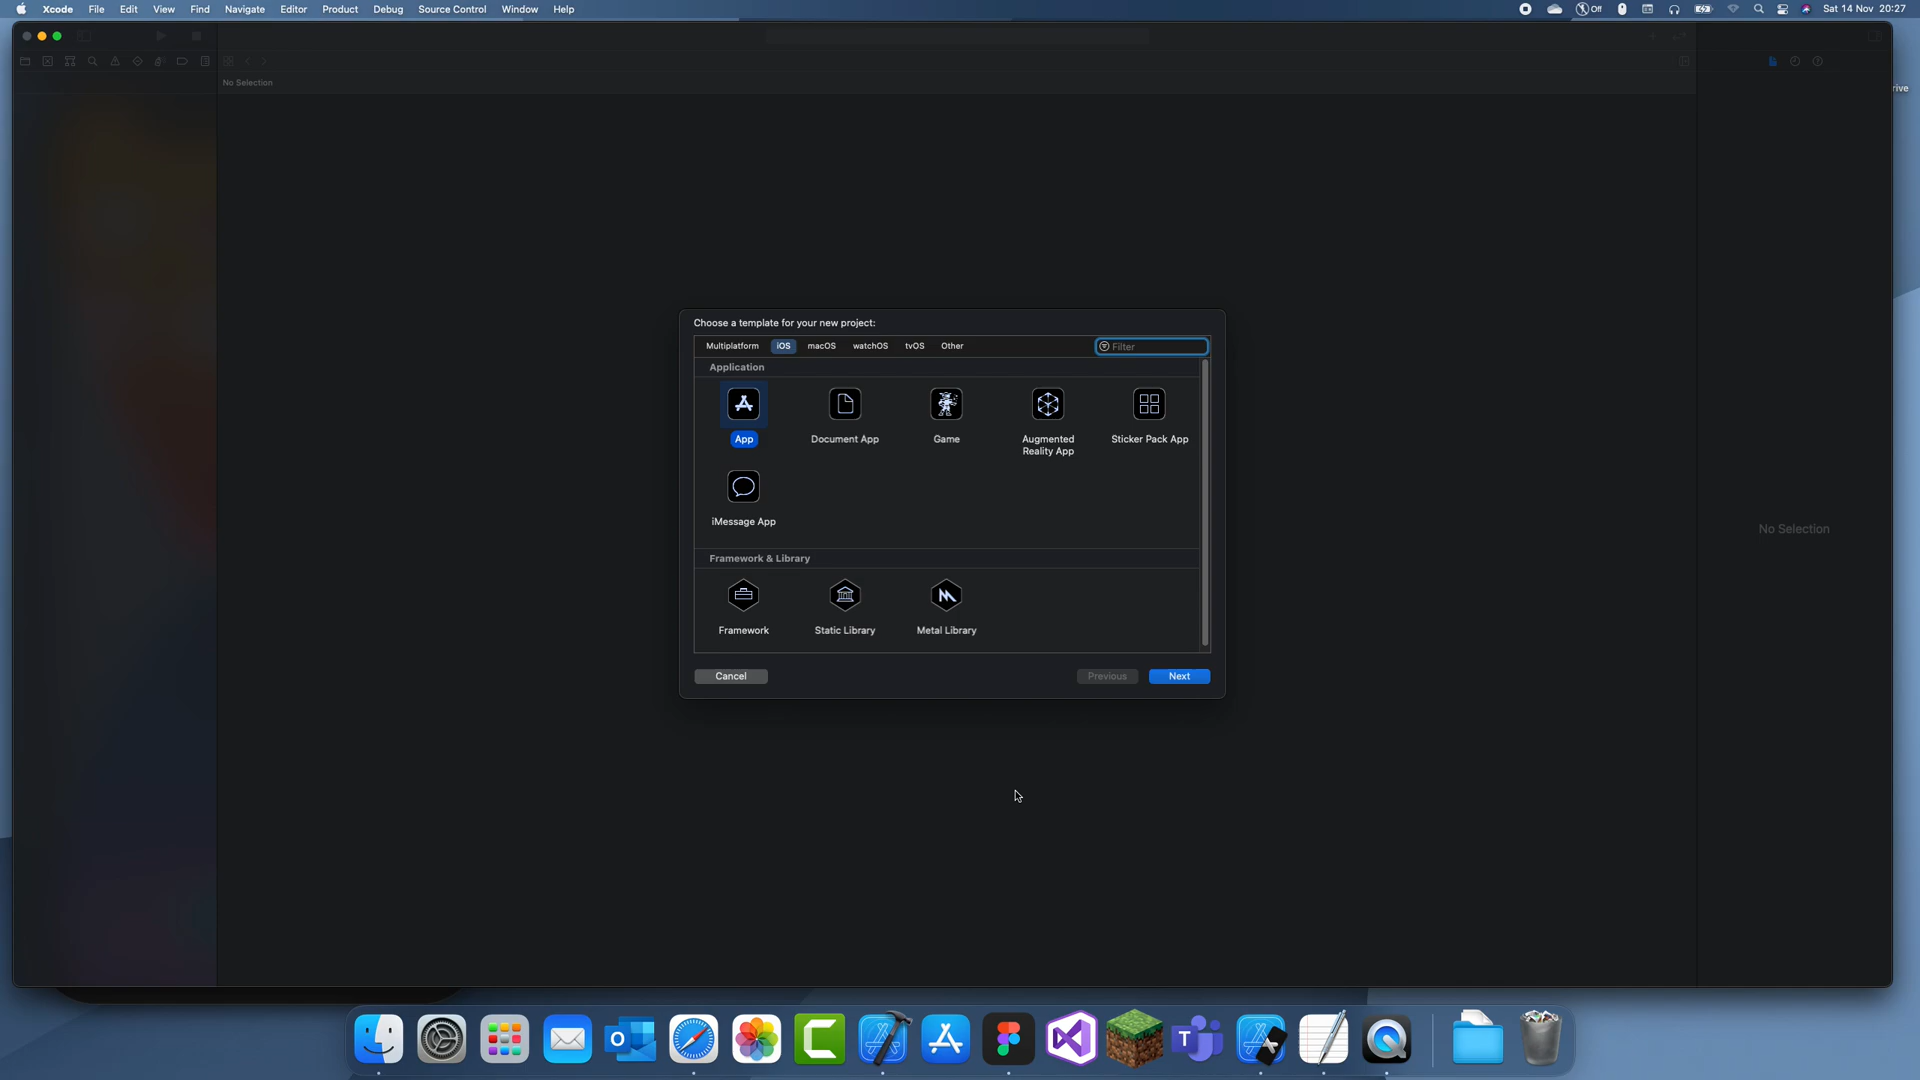 Xcode File Edit View Find Navigate Editor Product Debug Source Control Window Help
Off
Sat 14 Nov 20:27
No Selection
rive
Choose a template for your new project:
Multiplatform iOS macOS watchOS tvOS Other
Filter
Application
App
Document App
Game
Augmented
Reality App
Sticker Pack App
iMessage App
Framework & Library
Framework
Static Library
Metal Library
Cancel
Previous
Next
No Selection